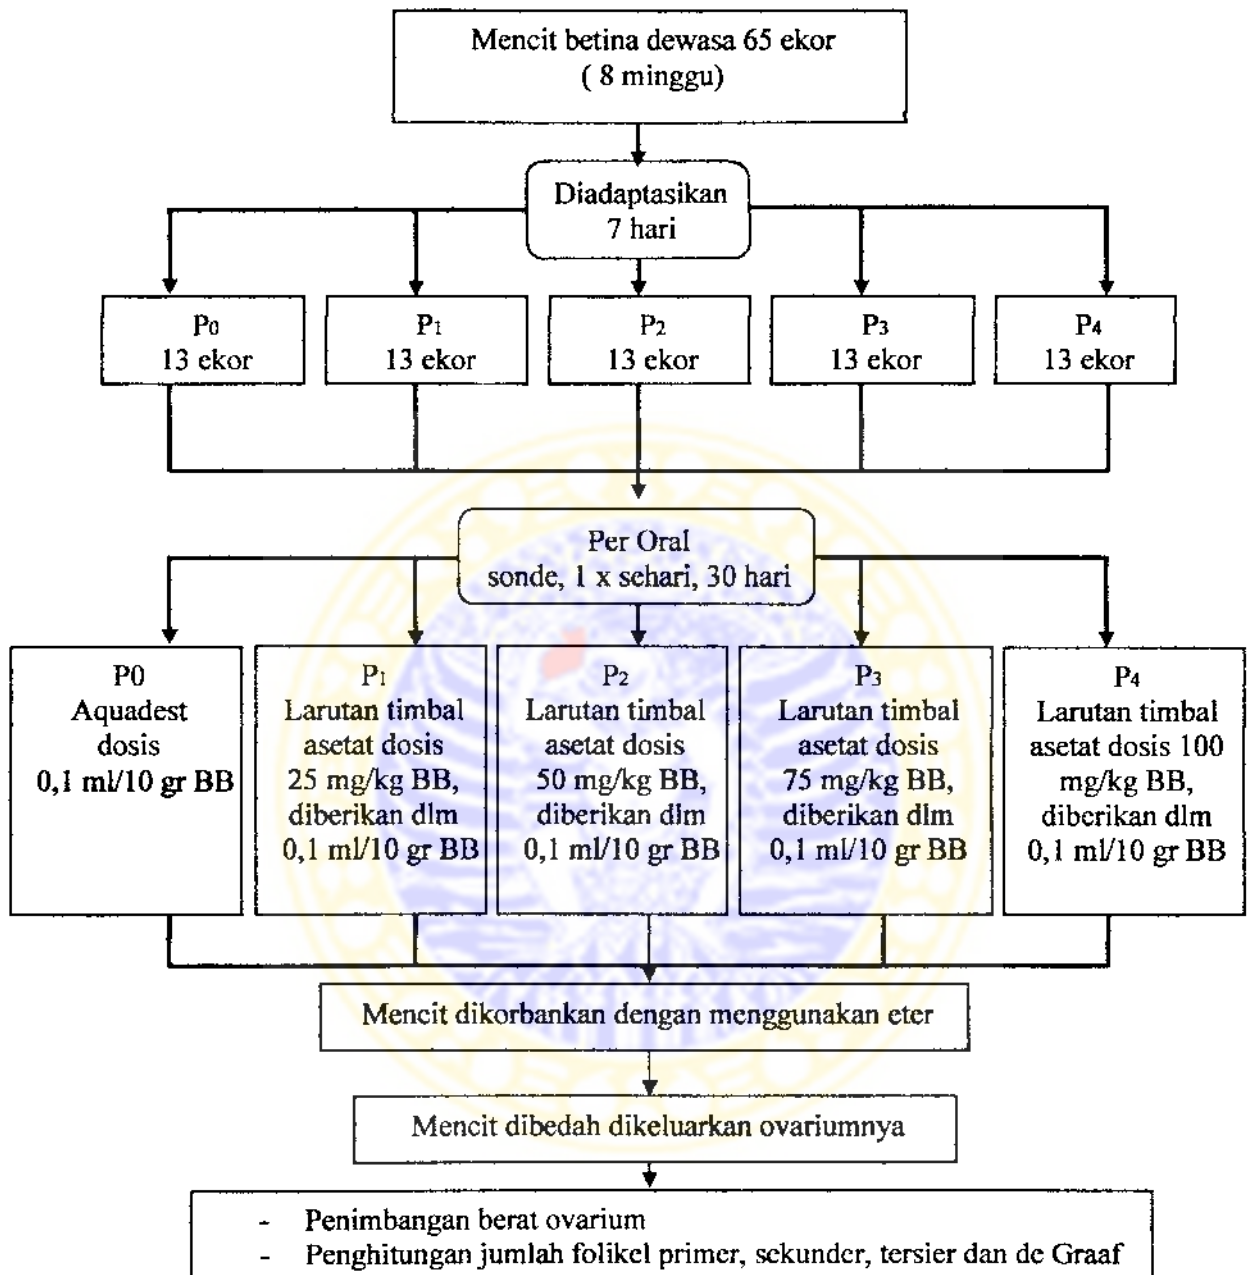 Mencit betina dewasa 65 ekor
( 8 minggu)
Diadaptasikan
7 hari
P0
13 ekor
P1
13 ekor
P2
13 ekor
P3
13 ekor
P4
13 ekor
Per Oral
sonde, 1 x sehari, 30 hari
P0
Aquadest
dosis
0,1 ml/10 gr BB
P1
Larutan timbal
asetat dosis
25 mg/kg BB,
diberikan dlm
0,1 ml/10 gr BB
P2
Larutan timbal
asetat dosis
50 mg/kg BB,
diberikan dlm
0,1 ml/10 gr BB
P3
Larutan timbal
asetat dosis
75 mg/kg BB,
diberikan dlm
0,1 ml/10 gr BB
P4
Larutan timbal
asetat dosis 100
mg/kg BB,
diberikan dlm
0,1 ml/10 gr BB
Mencit dikorbankan dengan menggunakan eter
Mencit dibedah dikeluarkan ovariumnya
- Penimbangan berat ovarium
- Penghitungan jumlah folikel primer, sekunder, tersier dan de Graaf